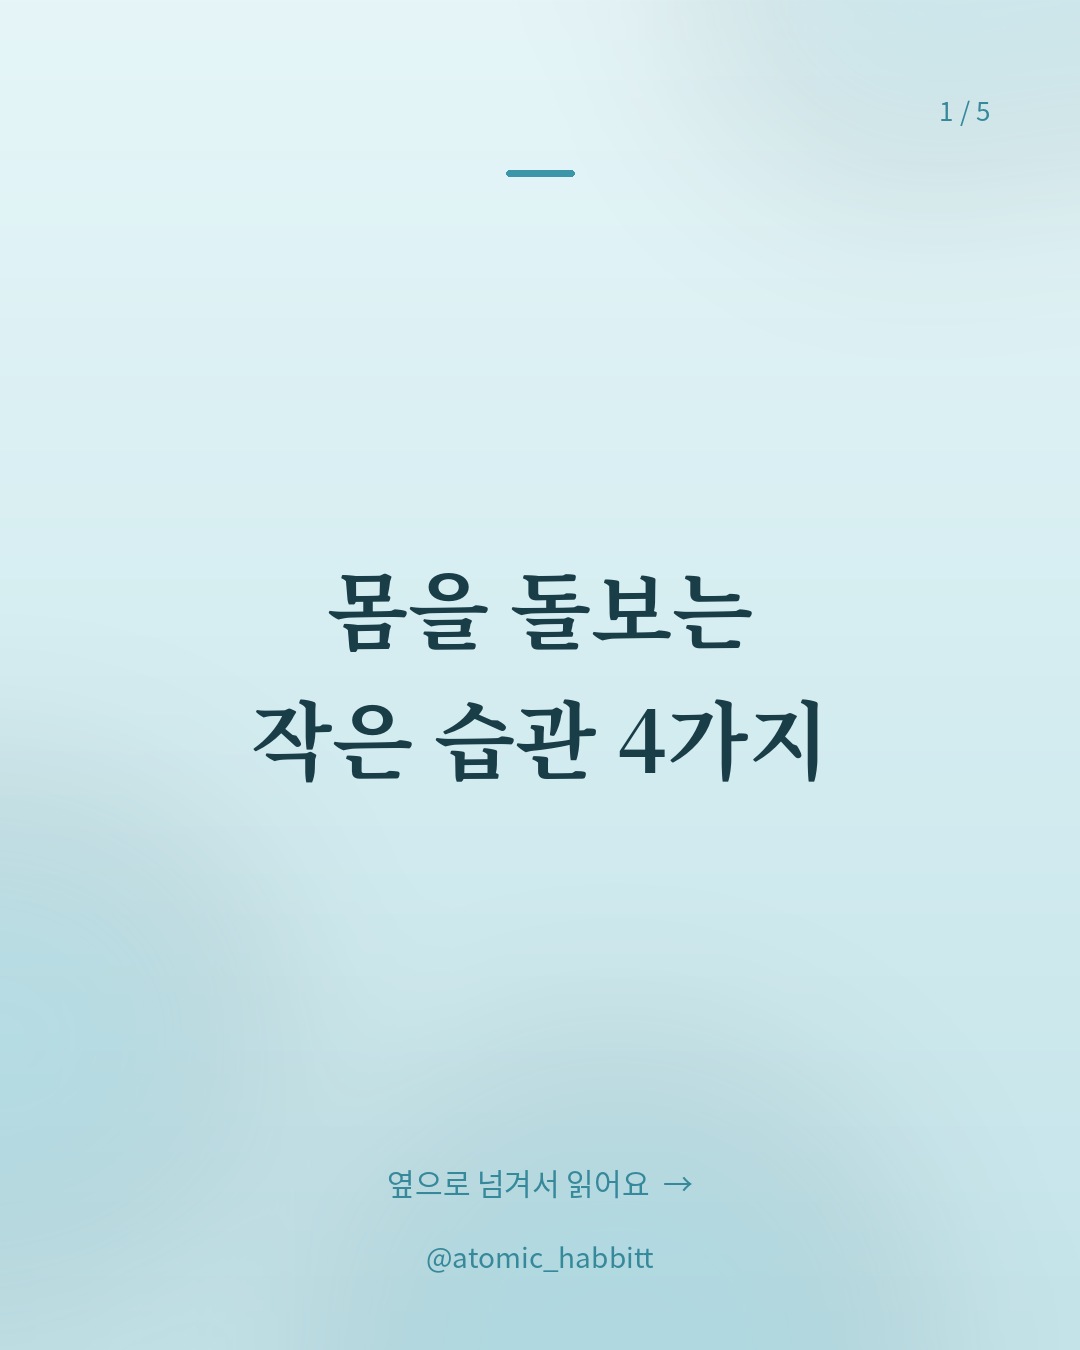 1 / 5
몸을 돌보는
작은 습관 4가지
옆으로 넘겨서 읽어요 →
@atomic_habbitt